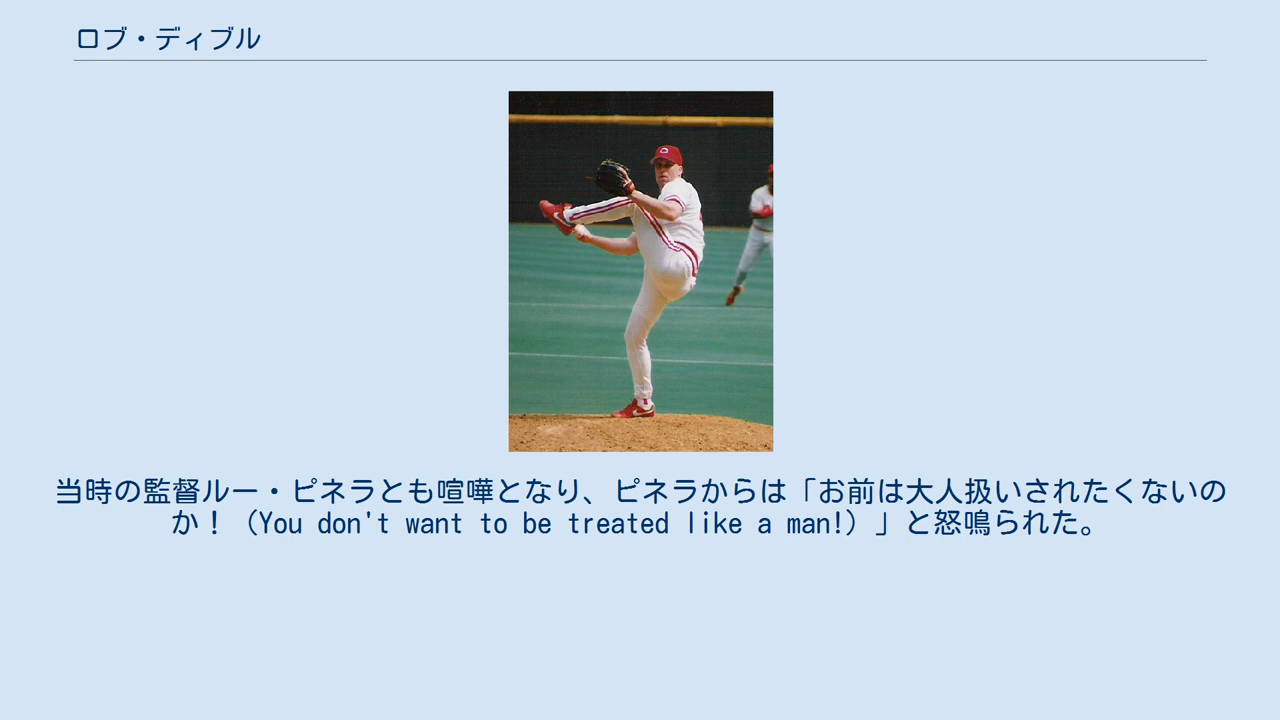 ロブ・ディブル
当時の監督ルー・ピネラとも喧嘩となり、ピネラからは「お前は大人扱いされたくないの
か！（You don't want to be treated like a man!）」と怒鳴られた。